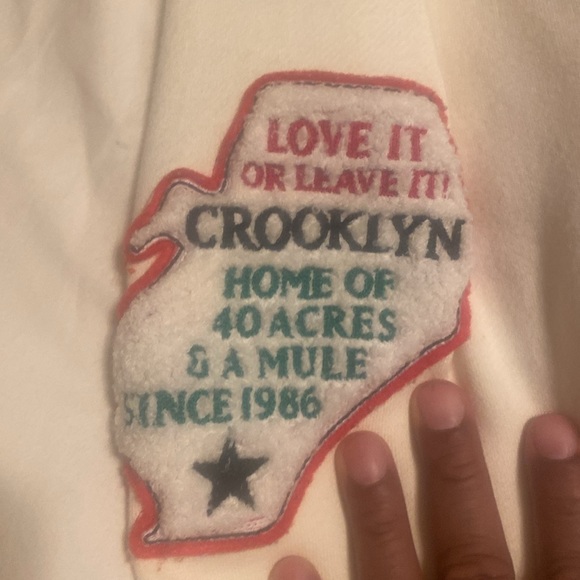 LOVE IT
OR LEAVE IT!
CROOKLYN
HOME OF
40 ACRES
& A MULE
SINCE 1986